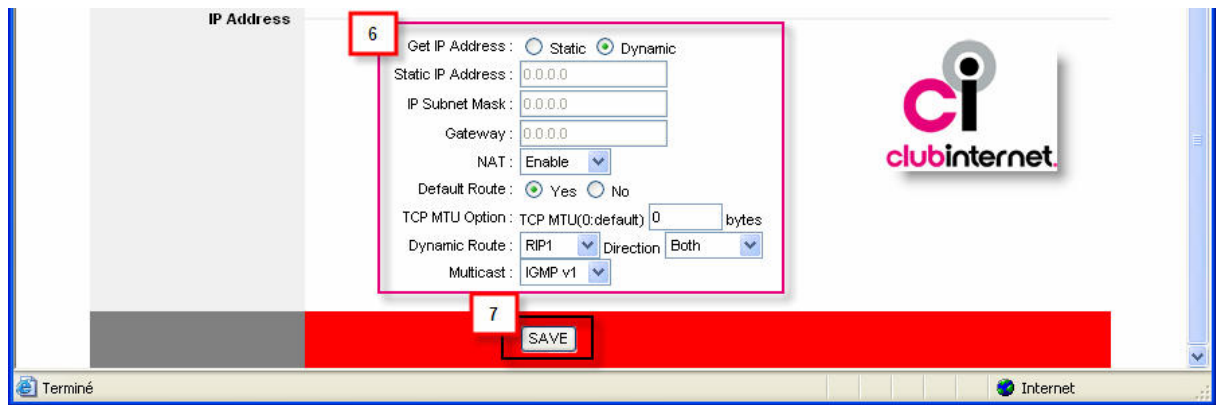 IP Address
6
Get IP Address : Static Dynamic
Static IP Address : 0.0.0.0
IP Subnet Mask : 0.0.0.0
Gateway : 0.0.0.0
NAT : Enable
Default Route : Yes No
TCP MTU Option : TCP MTU(0:default) 0 bytes
Dynamic Route : RIP1 Direction Both
Multicast : IGMP v1
ci
clubinternet.
7
SAVE
Terminé Internet